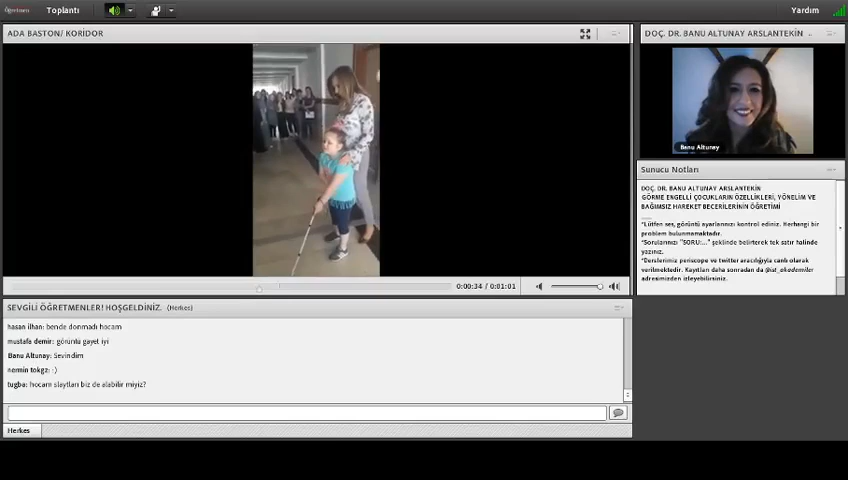 öğretmen Toplantı Yardım
ADA BASTON/ KORİDOR
DOÇ. DR. BANU ALTUNAY ARSLANTEKİN ..
Banu Altunay
Sunucu Notları
DOÇ. DR. BANU ALTUNAY ARSLANTEKİN
GÖRME ENGELLİ ÇOCUKLARIN ÖZELLİKLERİ, YÖNELİM VE
BAĞIMSIZ HAREKET BECERİLERİNİN ÖĞRETİMİ
*Lütfen ses, görüntü ayarlarınızı kontrol ediniz. Herhangi bir
problem bulunmamaktadır.
*Sorularınızı "SORU:..." şeklinde belirterek tek satır halinde
yazınız.
*Derslerimiz periscope ve twitter aracılığıyla canlı olarak
verilmektedir. Kayıtları daha sonradan da @ist_akademiler
adresimizden izleyebilirsiniz.
0:00:34 / 0:01:01
SEVGİLİ ÖĞRETMENLER! HOŞGELDİNİZ. (Herkes)
hasan ilhan: bende donmadı hocam
mustafa demir: görüntü gayet iyi
Banu Altunay: Sevindim
nermin tokgz: :)
tugba: hocam slaytları biz de alabilir miyiz?
Herkes